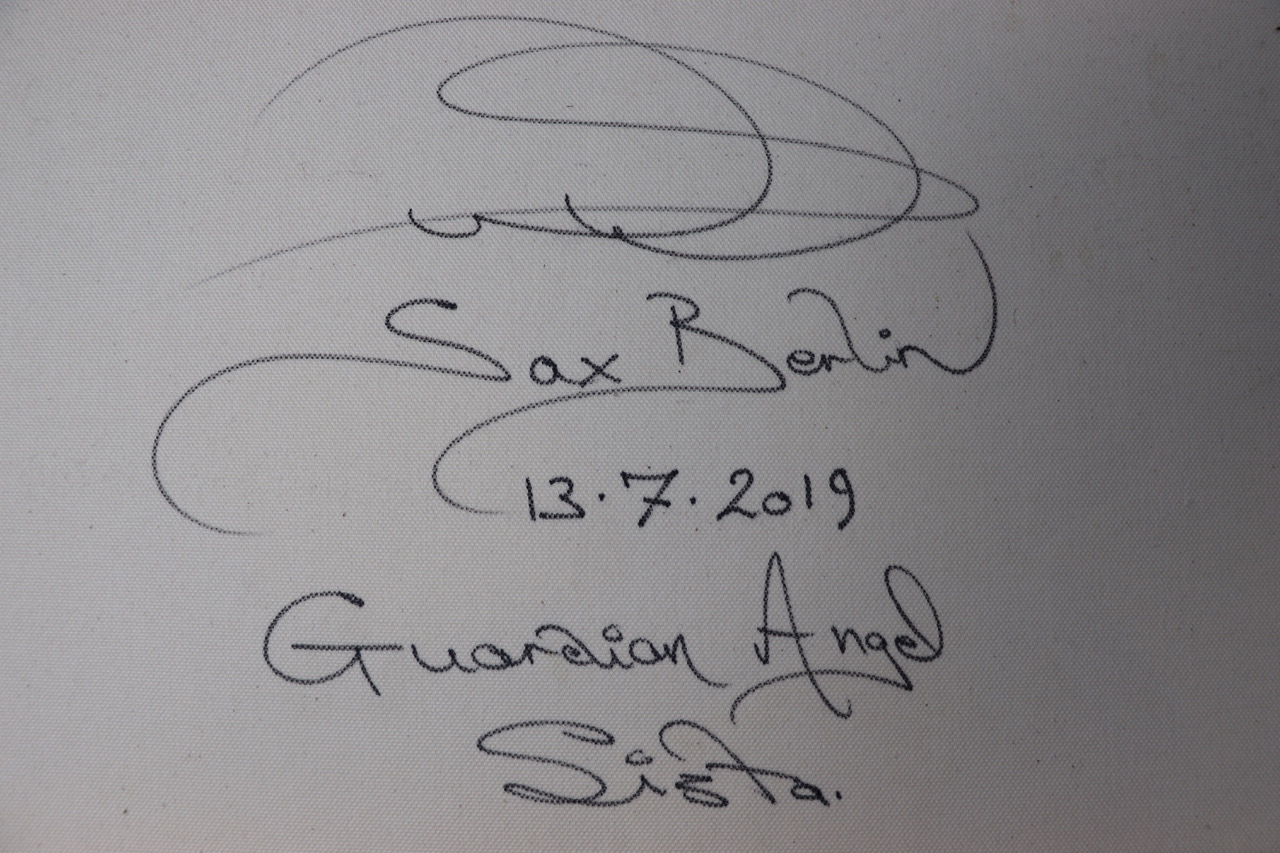 Sax Berlin
13.7.2019
Guardian Angel
Sista.